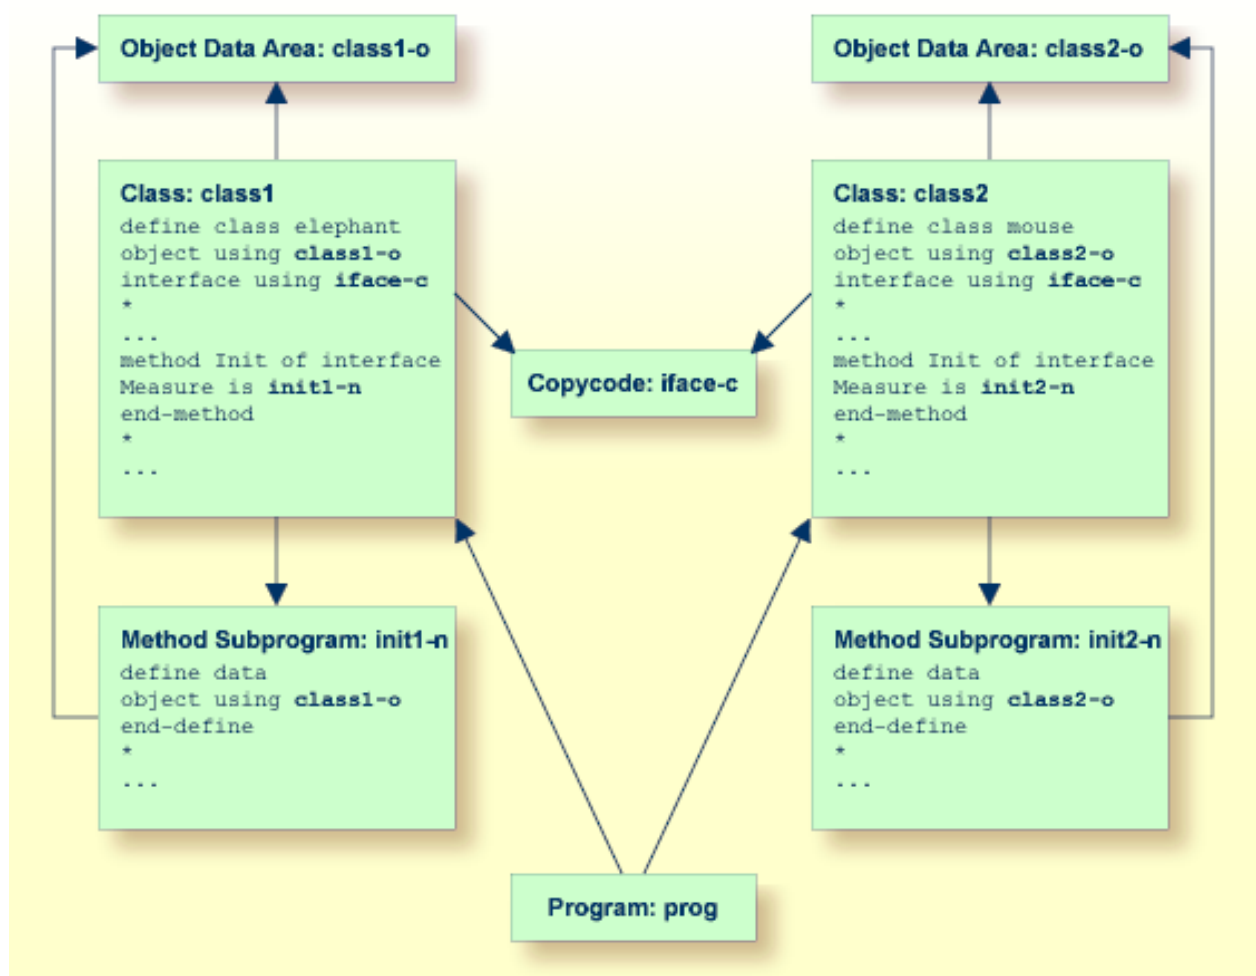 Object Data Area: class1-o
Object Data Area: class2-o
Class: class1
define class elephant
object using class1-o
interface using iface-c
*
...
method Init of interface
Measure is init1-n
end-method
*
...
Class: class2
define class mouse
object using class2-o
interface using iface-c
*
...
method Init of interface
Measure is init2-n
end-method
*
...
Copycode: iface-c
Method Subprogram: init1-n
define data
object using class1-o
end-define
*
...
Method Subprogram: init2-n
define data
object using class2-o
end-define
*
...
Program: prog